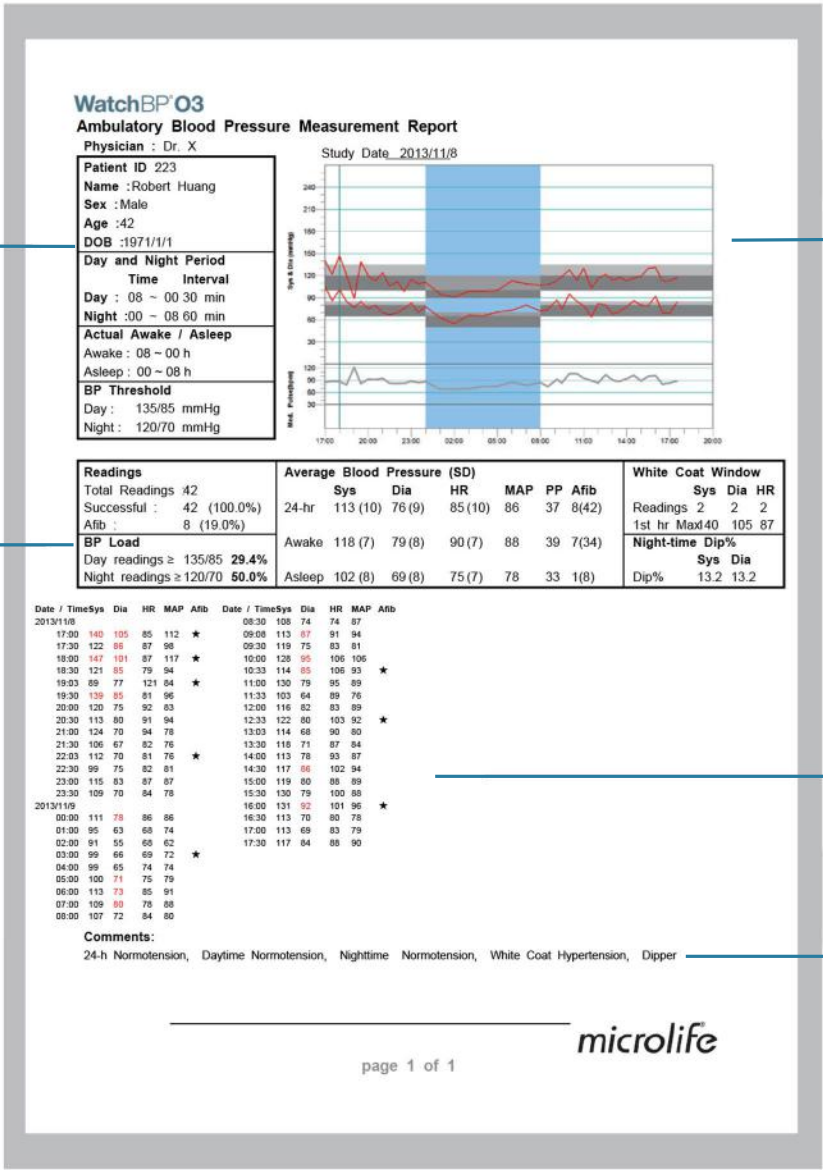 WatchBP®O3
Ambulatory Blood Pressure Measurement Report
Physician : Dr. X
Study Date 2013/11/8
Patient ID 223
Name :Robert Huang
Sex :Male
Age :42
DOB :1971/1/1
Day and Night Period
Time Interval
Day : 08 ~ 00 30 min
Night :00 ~ 08 60 min
Actual Awake / Asleep
Awake : 08 ~ 00 h
Asleep : 00 ~ 08 h
BP Threshold
Day : 135/85 mmHg
Night : 120/70 mmHg
Sys & Dia (mmHg)
240
210
180
150
120
90
60
30
Med. Pulse(bpm)
120
90
60
30
17:00 20:00 23:00 02:00 05:00 08:00 11:00 14:00 17:00 20:00
Readings
Total Readings :42
Successful : 42 (100.0%)
Afib : 8 (19.0%)
BP Load
Day readings ≥ 135/85 29.4%
Night readings ≥ 120/70 50.0%
Average Blood Pressure (SD)
Sys Dia HR MAP PP Afib
24-hr 113 (10) 76 (9) 85 (10) 86 37 8(42)
Awake 118 (7) 79 (8) 90 (7) 88 39 7(34)
Asleep 102 (8) 69 (8) 75 (7) 78 33 1(8)
White Coat Window
Sys Dia HR
Readings 2 2 2
1st hr Max140 105 87
Night-time Dip%
Sys Dia
Dip% 13.2 13.2
Date / TimeSys Dia HR MAP Afib
2013/11/8
17:00 140 105 85 112 ★
17:30 122 86 87 98
18:00 147 101 87 117 ★
18:30 121 85 79 94
19:03 89 77 121 84 ★
19:30 139 85 81 96
20:00 120 75 92 83
20:30 113 80 91 94
21:00 124 70 94 78
21:30 106 67 82 76
22:03 112 70 81 76 ★
22:30 99 75 82 81
23:00 115 83 87 87
23:30 109 70 84 78
2013/11/9
00:00 111 78 86 86
01:00 95 63 68 74
02:00 91 55 68 62
03:00 99 66 69 72 ★
04:00 99 65 74 74
05:00 100 71 75 79
06:00 113 73 85 91
07:00 109 80 78 88
08:00 107 72 84 80
Date / TimeSys Dia HR MAP Afib
08:30 108 74 74 87
09:08 113 87 91 94
09:30 119 75 83 81
10:00 128 95 106 106
10:33 114 85 106 93 ★
11:00 130 79 95 89
11:33 103 64 89 76
12:00 116 82 83 89
12:33 122 80 103 92 ★
13:03 114 68 90 80
13:30 118 71 87 84
14:00 113 78 93 87
14:30 117 86 102 94
15:00 119 80 88 89
15:30 130 79 100 88
16:00 131 92 101 96 ★
16:30 113 70 80 78
17:00 113 69 83 79
17:30 117 84 88 90
Comments:
24-h Normotension, Daytime Normotension, Nighttime Normotension, White Coat Hypertension, Dipper
microlife®
page 1 of 1